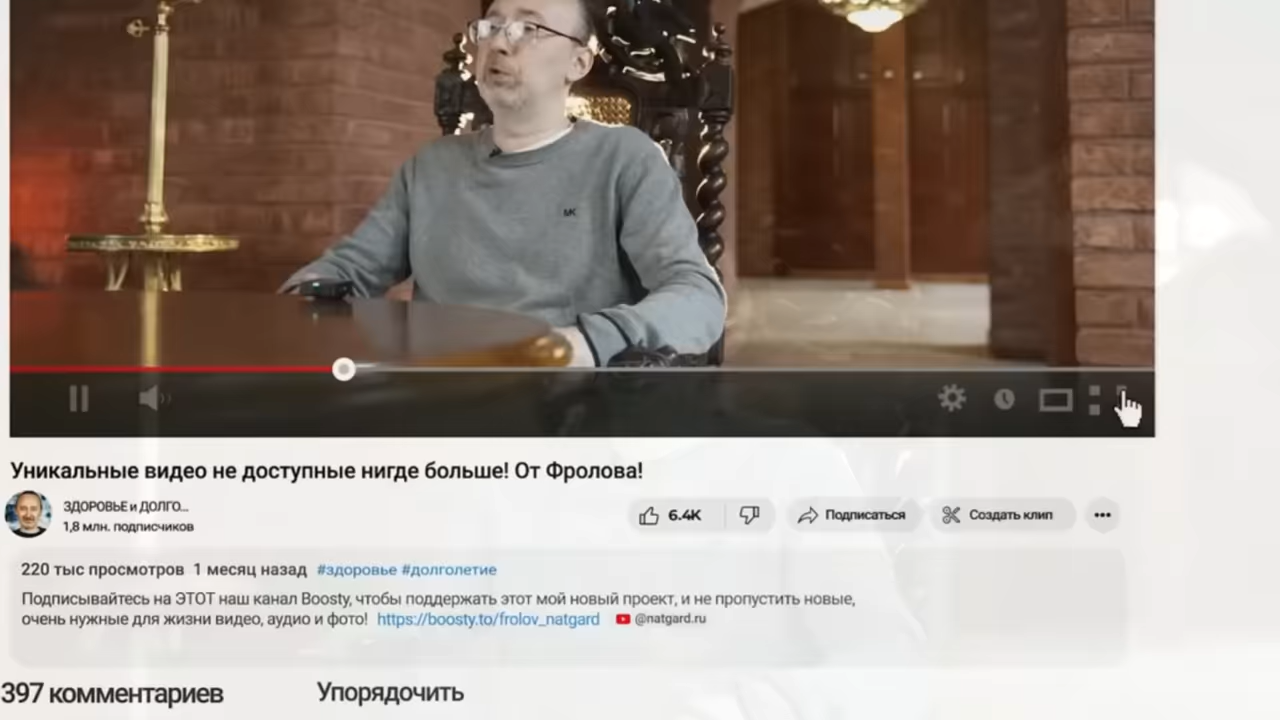 MK
Уникальные видео не доступные нигде больше! От Фролова!
ЗДОРОВЬЕ и ДОЛГО...
1,8 млн. подписчиков
6.4K
Подписаться
Создать клип
220 тыс просмотров 1 месяц назад #здоровье #долголетие
Подписывайтесь на ЭТОТ наш канал Boosty, чтобы поддержать этот мой новый проект, и не пропустить новые,
очень нужные для жизни видео, аудио и фото! https://boosty.to/frolov_natgard @natgard.ru
397 комментариев Упорядочить